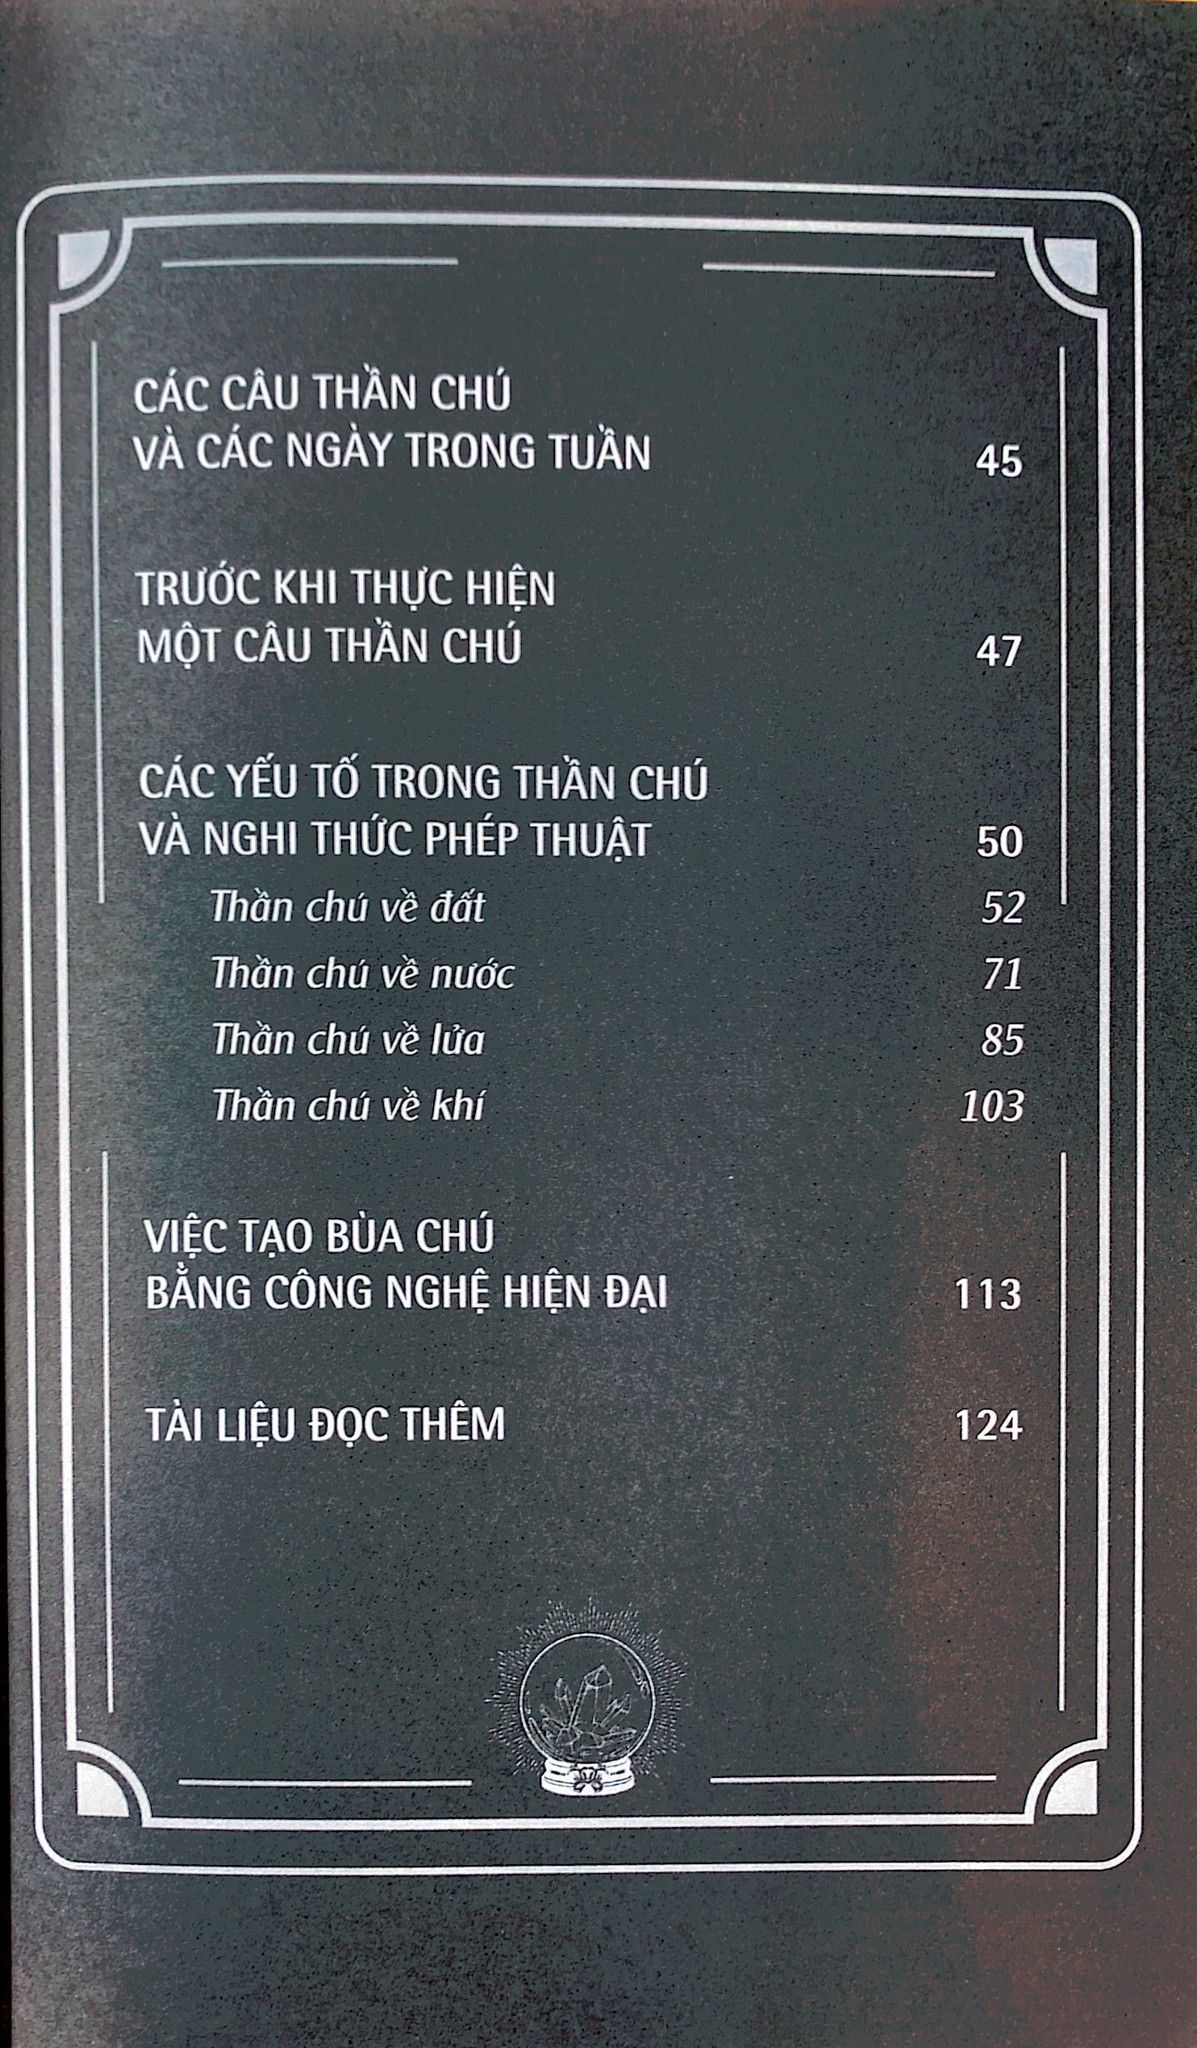 CÁC CÂU THẦN CHÚ
VÀ CÁC NGÀY TRONG TUẦN 45
TRƯỚC KHI THỰC HIỆN
MỘT CÂU THẦN CHÚ 47
CÁC YẾU TỐ TRONG THẦN CHÚ
VÀ NGHI THỨC PHÉP THUẬT 50
Thần chú về đất 52
Thần chú về nước 71
Thần chú về lửa 85
Thần chú về khí 103
VIỆC TẠO BÙA CHÚ
BẰNG CÔNG NGHỆ HIỆN ĐẠI 113
TÀI LIỆU ĐỌC THÊM 124